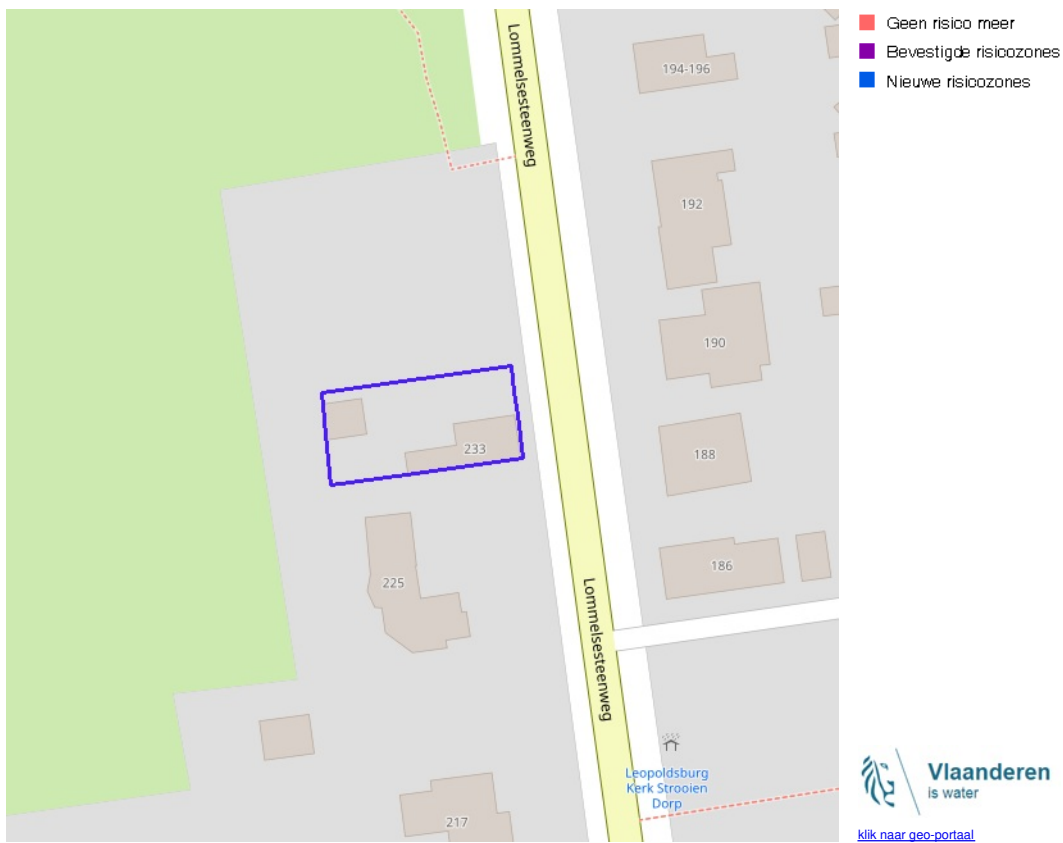 Lommelsesteenweg
194-196
192
190
233
188
225
186
Lommelsesteenweg
Leopoldsburg
Kerk Strooien
Dorp
217
Geen risico meer
Bevestigde risicozones
Nieuwe risicozones
Vlaanderen
is water
klik naar geo-portaal